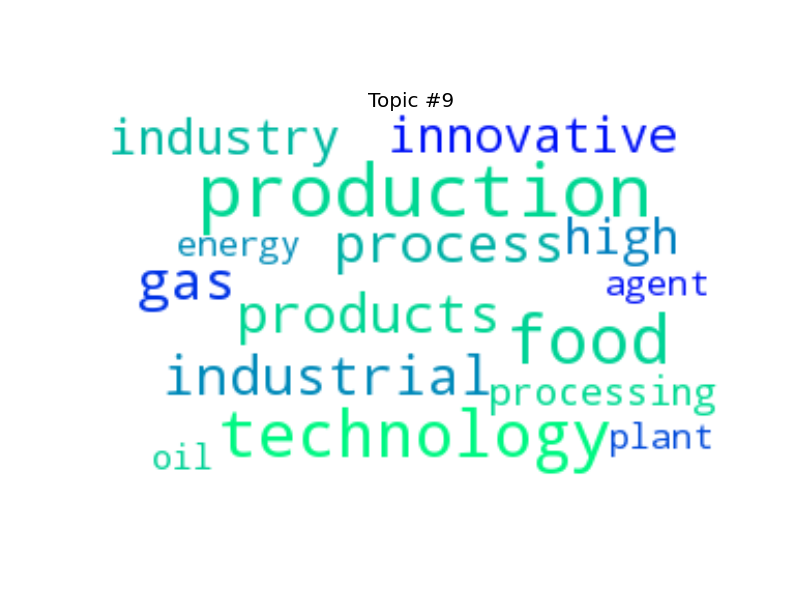 Topic #9
industry innovative
production
energy process high
gas agent
products food
industrial processing
technology plant
oil